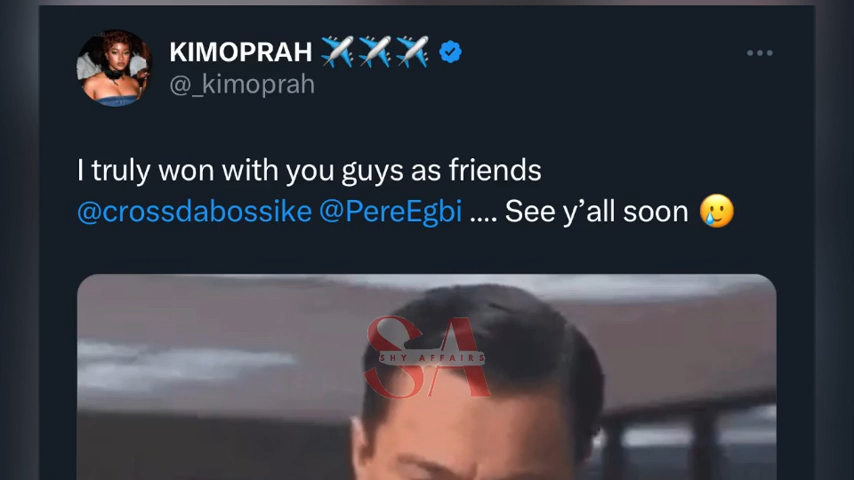 KIMOPRAH ✈️✈️✈️
@_kimoprah
I truly won with you guys as friends
@crossdabossike @PereEgbi .... See y’all soon 🥲
SA
SHY AFFAIRS